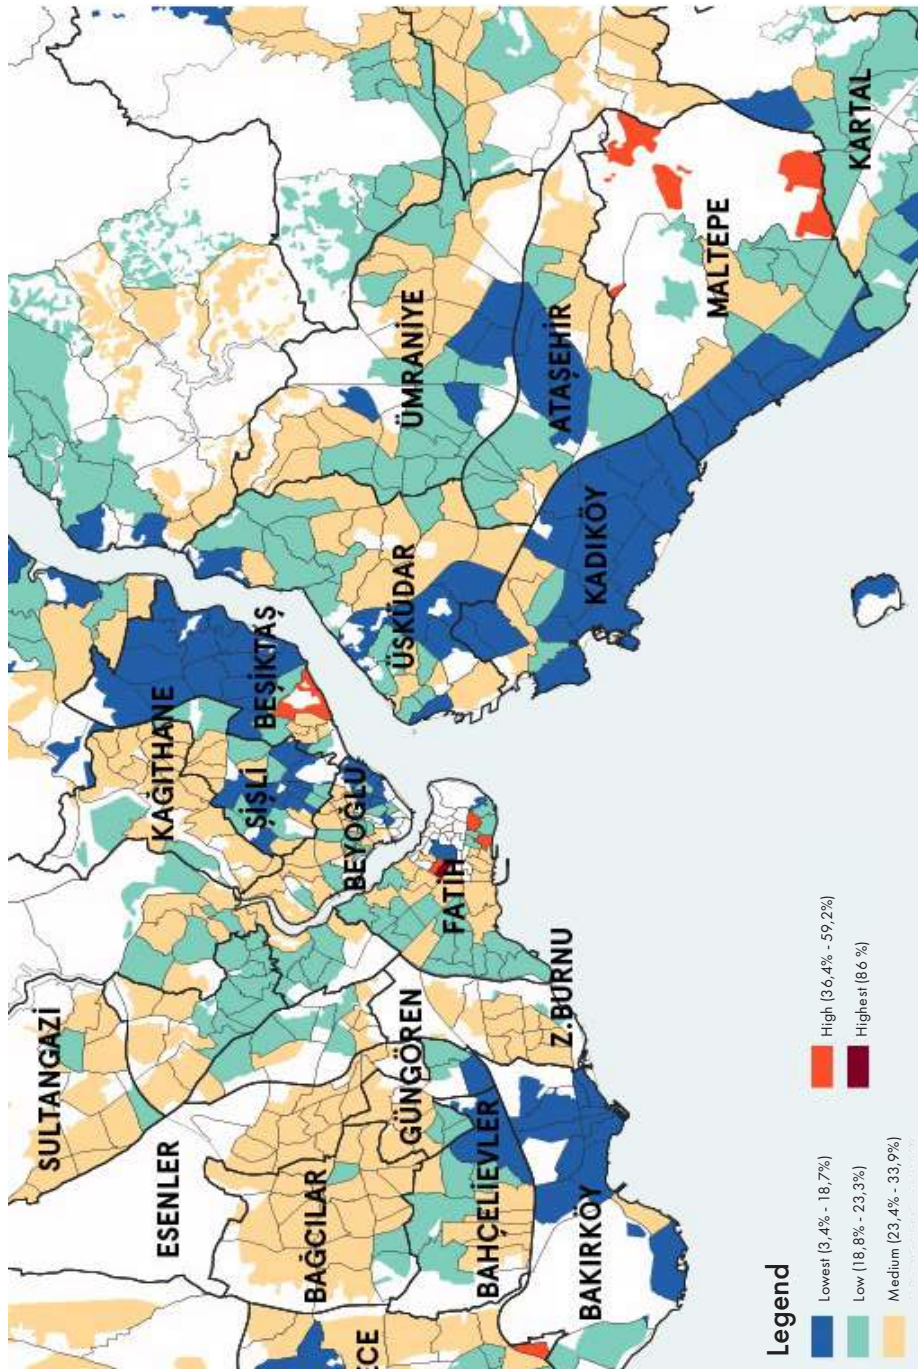 SULTANGAZİ
ESENLER
BAĞCILAR
GÜNGÖREN
BAHÇELİEVLER
BAKIRKÖY
Z.BURNU
FATİH
KAĞITHANE
ŞİŞLİ
BEŞİKTAŞ
BEYOĞLU
ÜSKÜDAR
ÜMRANİYE
ATAŞEHİR
KADIKÖY
MALTEPE
KARTAL
ECE
Legend
Lowest (3,4% - 18,7%)
Low (18,8% - 23,3%)
Medium (23,4% - 33,9%)
High (36,4% - 59,2%)
Highest (86 %)